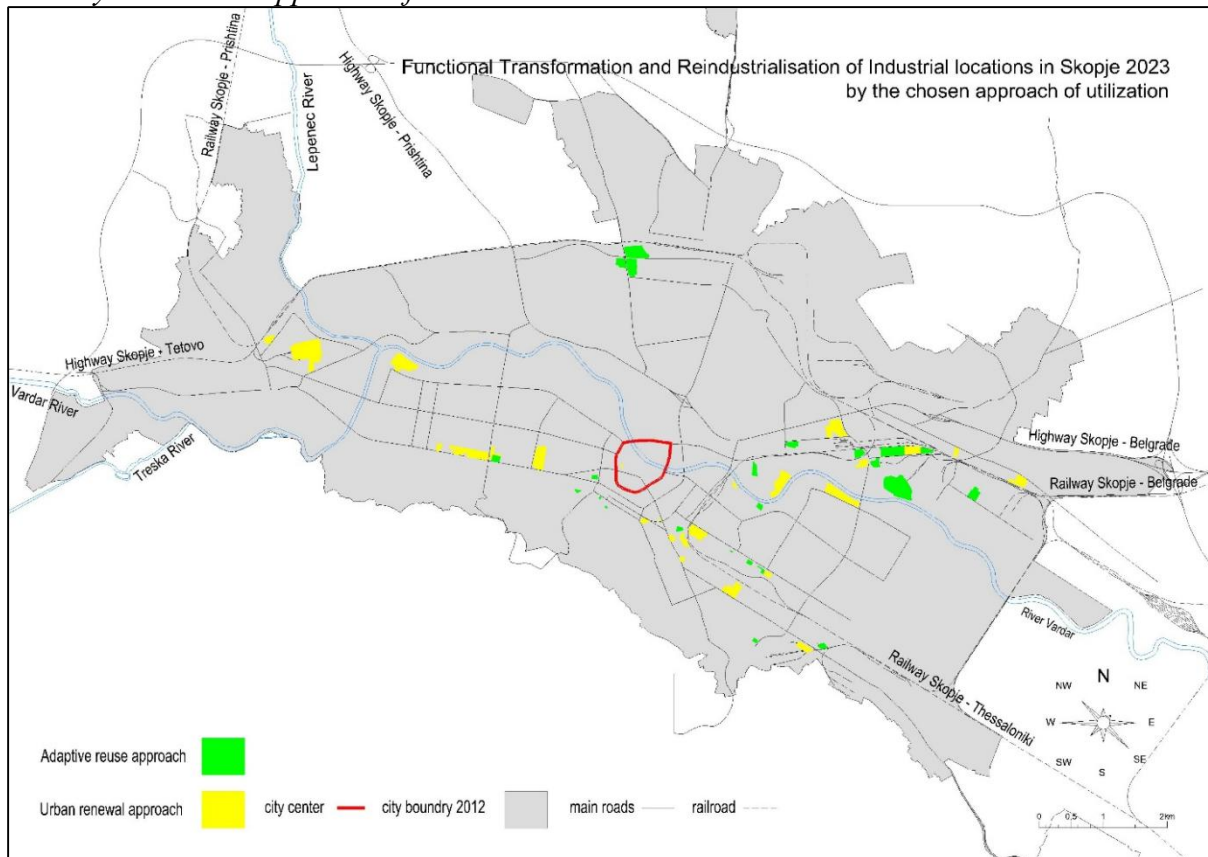 Functional Transformation and Reindustrialisation of Industrial locations in Skopje 2023
by the chosen approach of utilization
Railway Skopje - Prishtina
Lepenec River
Highway Skopje - Prishtina
Highway Skopje - Tetovo
Vardar River
Treska River
Highway Skopje - Belgrade
Railway Skopje - Belgrade
River Vardar
Railway Skopje - Thessaloniki
N
NW NE
W E
SW SE
S
Adaptive reuse approach
Urban renewal approach city center city boundry 2012 main roads railroad
0 0,5 1 2km